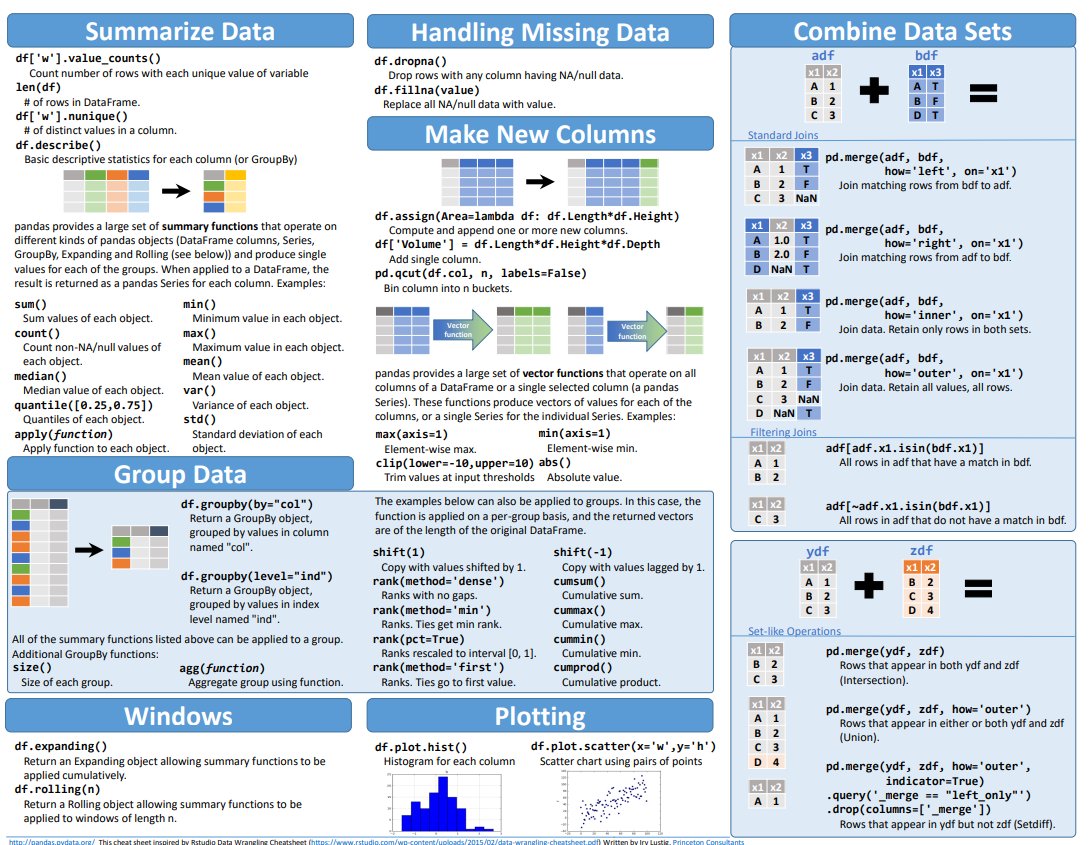 Summarize Data
df['w'].value_counts()
Count number of rows with each unique value of variable
len(df)
# of rows in DataFrame.
df['w'].nunique()
# of distinct values in a column.
df.describe()
Basic descriptive statistics for each column (or GroupBy)
pandas provides a large set of summary functions that operate on
different kinds of pandas objects (DataFrame columns, Series,
GroupBy, Expanding and Rolling (see below)) and produce single
values for each of the groups. When applied to a DataFrame, the
result is returned as a pandas Series for each column. Examples:
sum()
Sum values of each object.
count()
Count non-NA/null values of
each object.
median()
Median value of each object.
quantile([0.25,0.75])
Quantiles of each object.
apply(function)
Apply function to each object.
min()
Minimum value in each object.
max()
Maximum value in each object.
mean()
Mean value of each object.
var()
Variance of each object.
std()
Standard deviation of each
object.
Group Data
df.groupby(by="col")
Return a GroupBy object,
grouped by values in column
named "col".
df.groupby(level="ind")
Return a GroupBy object,
grouped by values in index
level named "ind".
All of the summary functions listed above can be applied to a group.
Additional GroupBy functions:
size()
Size of each group.
agg(function)
Aggregate group using function.
Windows
df.expanding()
Return an Expanding object allowing summary functions to be
applied cumulatively.
df.rolling(n)
Return a Rolling object allowing summary functions to be
applied to windows of length n.
Handling Missing Data
df.dropna()
Drop rows with any column having NA/null data.
df.fillna(value)
Replace all NA/null data with value.
Make New Columns
df.assign(Area=lambda df: df.Length*df.Height)
Compute and append one or more new columns.
df['Volume'] = df.Length*df.Height*df.Depth
Add single column.
pd.qcut(df.col, n, labels=False)
Bin column into n buckets.
Vector
function
Vector
function
pandas provides a large set of vector functions that operate on all
columns of a DataFrame or a single selected column (a pandas
Series). These functions produce vectors of values for each of the
columns, or a single Series for the individual Series. Examples:
max(axis=1)
Element-wise max.
clip(lower=-10,upper=10)
Trim values at input thresholds
min(axis=1)
Element-wise min.
abs()
Absolute value.
The examples below can also be applied to groups. In this case, the
function is applied on a per-group basis, and the returned vectors
are of the length of the original DataFrame.
shift(1)
Copy with values shifted by 1.
rank(method='dense')
Ranks with no gaps.
rank(method='min')
Ranks. Ties get min rank.
rank(pct=True)
Ranks rescaled to interval [0, 1].
rank(method='first')
Ranks. Ties go to first value.
shift(-1)
Copy with values lagged by 1.
cumsum()
Cumulative sum.
cummax()
Cumulative max.
cummin()
Cumulative min.
cumprod()
Cumulative product.
Plotting
df.plot.hist()
Histogram for each column
df.plot.scatter(x='w',y='h')
Scatter chart using pairs of points
Combine Data Sets
adf
x1 x2
A 1
B 2
C 3
bdf
x1 x3
A T
B F
D T
Standard Joins
x1 x2 x3
A 1 T
B 2 F
C 3 NaN
pd.merge(adf, bdf,
how='left', on='x1')
Join matching rows from bdf to adf.
x1 x2 x3
A 1.0 T
B 2.0 F
D NaN T
pd.merge(adf, bdf,
how='right', on='x1')
Join matching rows from adf to bdf.
x1 x2 x3
A 1 T
B 2 F
pd.merge(adf, bdf,
how='inner', on='x1')
Join data. Retain only rows in both sets.
x1 x2 x3
A 1 T
B 2 F
C 3 NaN
D NaN T
pd.merge(adf, bdf,
how='outer', on='x1')
Join data. Retain all values, all rows.
Filtering Joins
x1 x2
A 1
B 2
adf[adf.x1.isin(bdf.x1)]
All rows in adf that have a match in bdf.
x1 x2
C 3
adf[~adf.x1.isin(bdf.x1)]
All rows in adf that do not have a match in bdf.
ydf
x1 x2
A 1
B 2
C 3
zdf
x1 x2
B 2
C 3
D 4
Set-like Operations
x1 x2
B 2
C 3
pd.merge(ydf, zdf)
Rows that appear in both ydf and zdf
(Intersection).
x1 x2
A 1
B 2
C 3
D 4
pd.merge(ydf, zdf, how='outer')
Rows that appear in either or both ydf and zdf
(Union).
x1 x2
A 1
pd.merge(ydf, zdf, how='outer',
indicator=True)
.query('_merge == "left_only"')
.drop(columns=['_merge'])
Rows that appear in ydf but not zdf (Setdiff).
http://pandas.pydata.org/ This cheat sheet inspired by Rstudio Data Wrangling Cheatsheet (https://www.rstudio.com/wp-content/uploads/2015/02/data-wrangling-cheatsheet.pdf) Written by Irv Lustig, Princeton Consultants